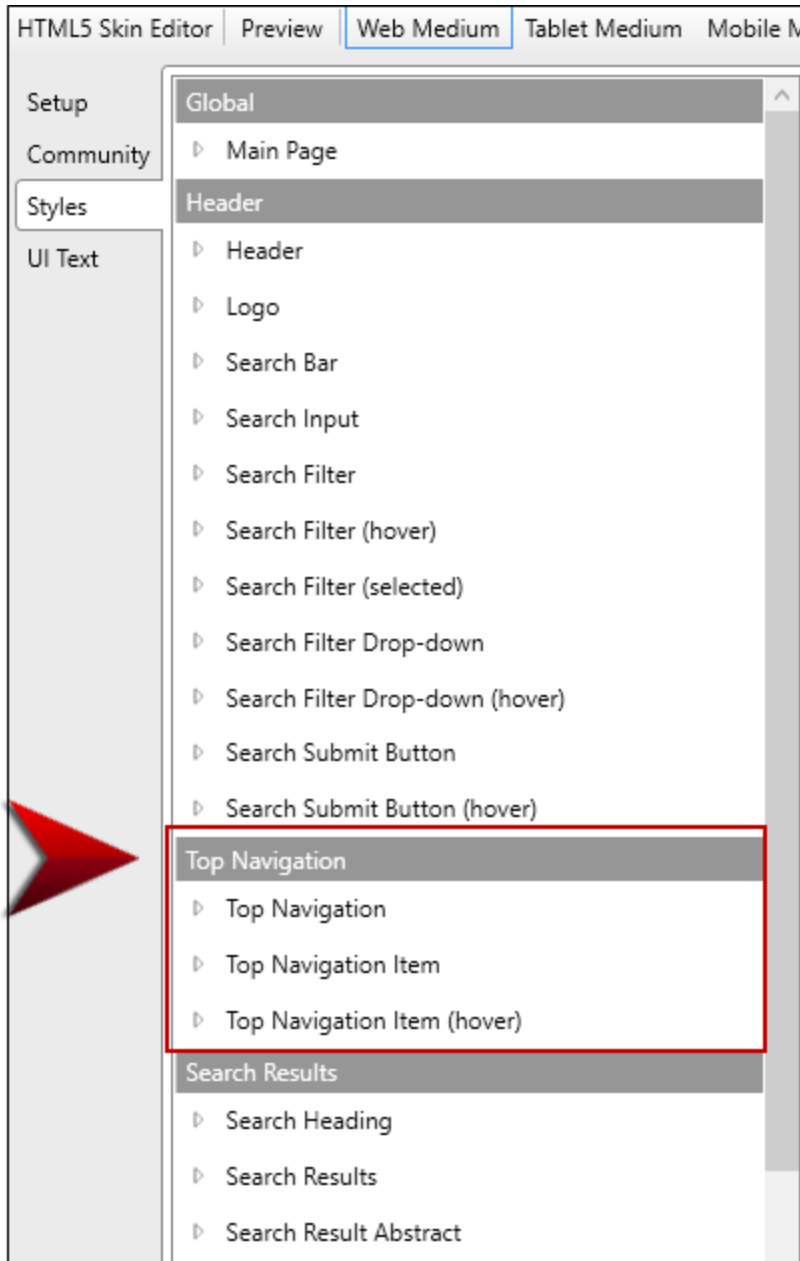 HTML5 Skin Editor Preview Web Medium Tablet Medium Mobile M
Setup
Community
Styles
UI Text
Global
Main Page
Header
Header
Logo
Search Bar
Search Input
Search Filter
Search Filter (hover)
Search Filter (selected)
Search Filter Drop-down
Search Filter Drop-down (hover)
Search Submit Button
Search Submit Button (hover)
Top Navigation
Top Navigation
Top Navigation Item
Top Navigation Item (hover)
Search Results
Search Heading
Search Results
Search Result Abstract